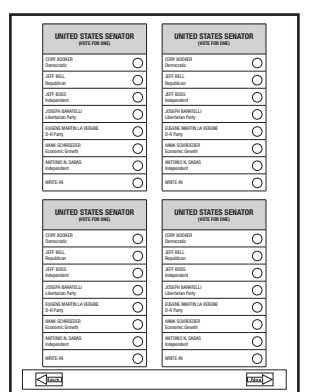 UNITED STATES SENATOR
(VOTE FOR ONE)
CORY BOOKER
Democratic
JEFF BELL
Republican
JEFF BOSS
Independent
JOSEPH BARATELLI
Libertarian Party
EUGENE MARTIN LA VERGNE
D-R Party
HANK SCHROEDER
Economic Growth
ANTONIO N. SABAS
Independent
WRITE-IN
UNITED STATES SENATOR
(VOTE FOR ONE)
CORY BOOKER
Democratic
JEFF BELL
Republican
JEFF BOSS
Independent
JOSEPH BARATELLI
Libertarian Party
EUGENE MARTIN LA VERGNE
D-R Party
HANK SCHROEDER
Economic Growth
ANTONIO N. SABAS
Independent
WRITE-IN
UNITED STATES SENATOR
(VOTE FOR ONE)
CORY BOOKER
Democratic
JEFF BELL
Republican
JEFF BOSS
Independent
JOSEPH BARATELLI
Libertarian Party
EUGENE MARTIN LA VERGNE
D-R Party
HANK SCHROEDER
Economic Growth
ANTONIO N. SABAS
Independent
WRITE-IN
UNITED STATES SENATOR
(VOTE FOR ONE)
CORY BOOKER
Democratic
JEFF BELL
Republican
JEFF BOSS
Independent
JOSEPH BARATELLI
Libertarian Party
EUGENE MARTIN LA VERGNE
D-R Party
HANK SCHROEDER
Economic Growth
ANTONIO N. SABAS
Independent
WRITE-IN
Back
Next